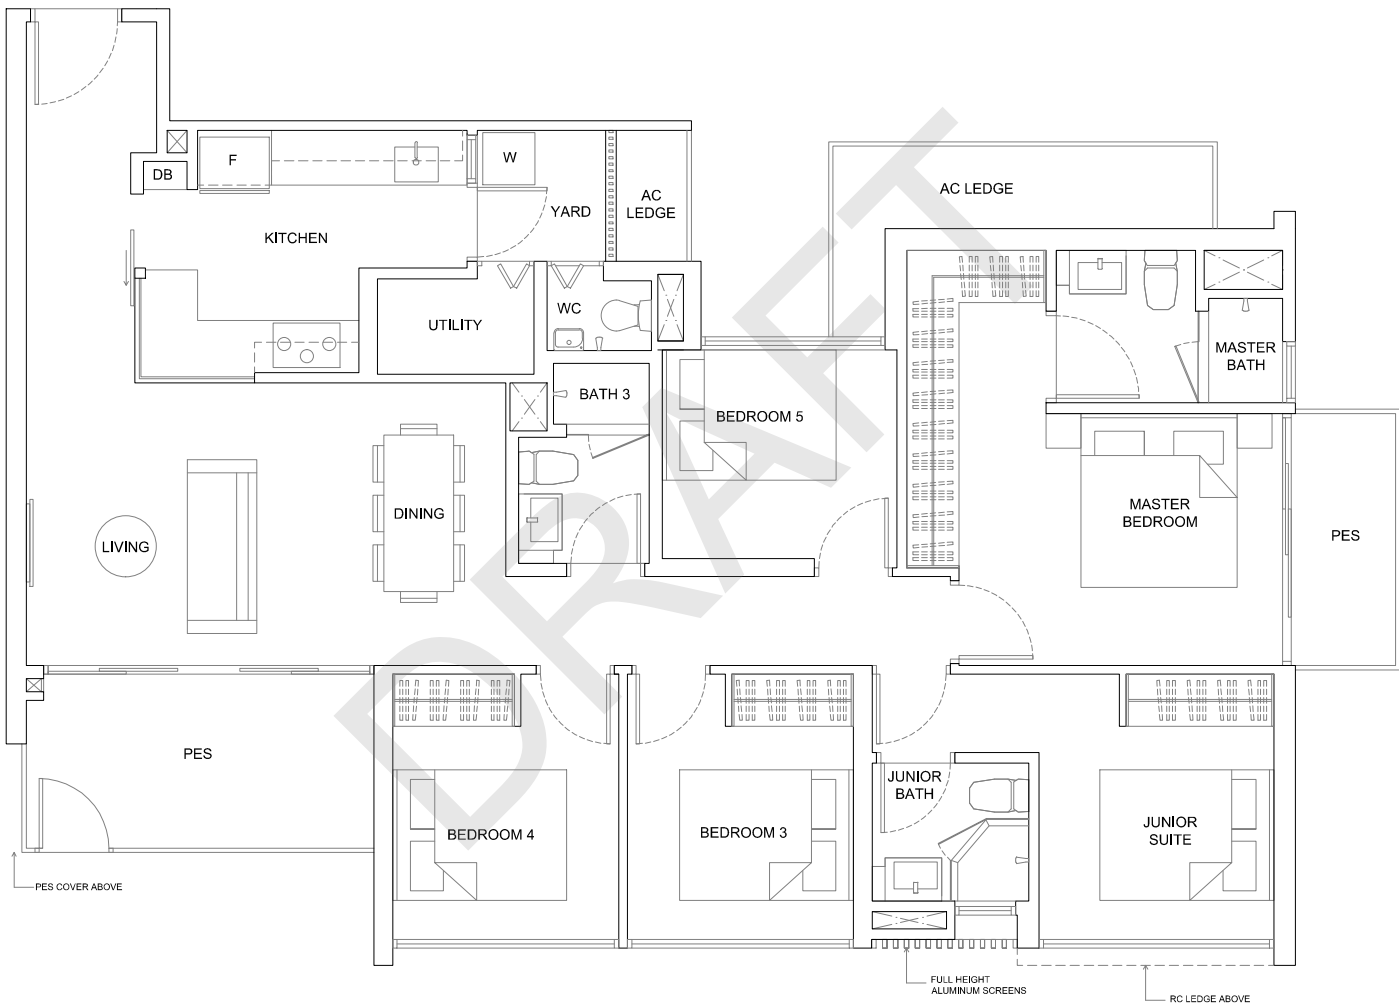 DB
F
W
YARD
AC
LEDGE
AC LEDGE
KITCHEN
UTILITY
WC
MASTER
BATH
BATH 3
BEDROOM 5
DINING
LIVING
MASTER
BEDROOM
PES
DRAFT
PES
BEDROOM 4
BEDROOM 3
JUNIOR
BATH
JUNIOR
SUITE
PES COVER ABOVE
FULL HEIGHT
ALUMINUM SCREENS
RC LEDGE ABOVE